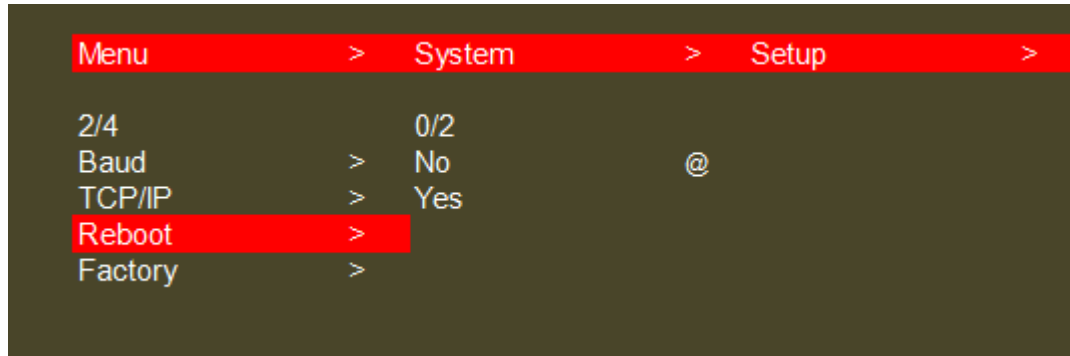 Menu > System > Setup >
2/4 0/2
Baud > No @
TCP/IP > Yes
Reboot >
Factory >